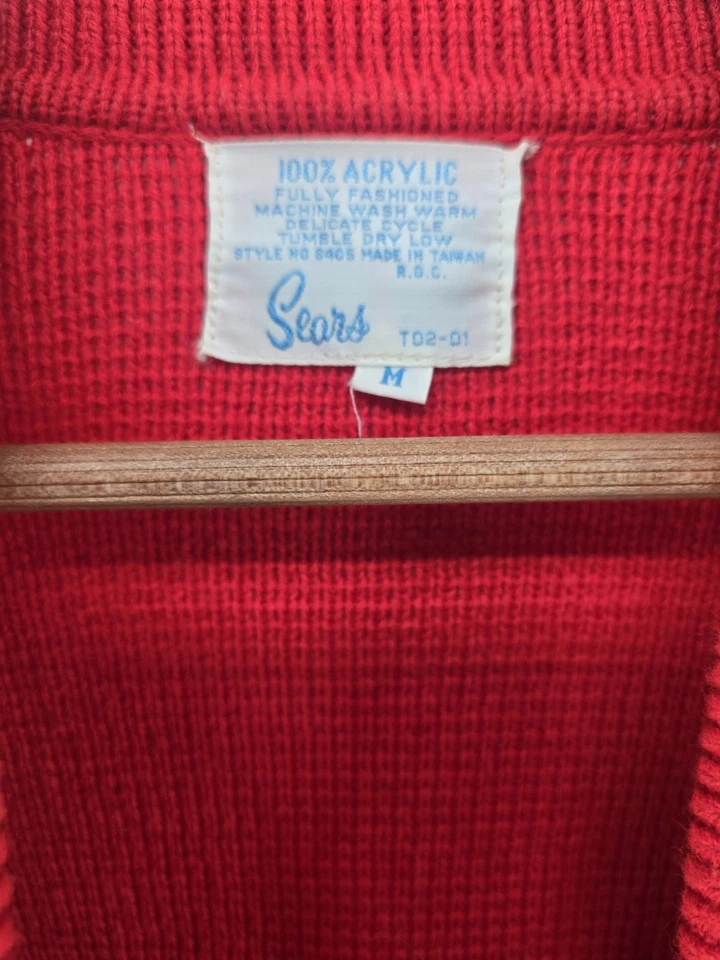 100% ACRYLIC
FULLY FASHIONED
MACHINE WASH WARM
DELICATE CYCLE
TUMBLE DRY LOW
STYLE NO 8405 MADE IN TAIWAN
R.O.C.
Sears T02-01
M